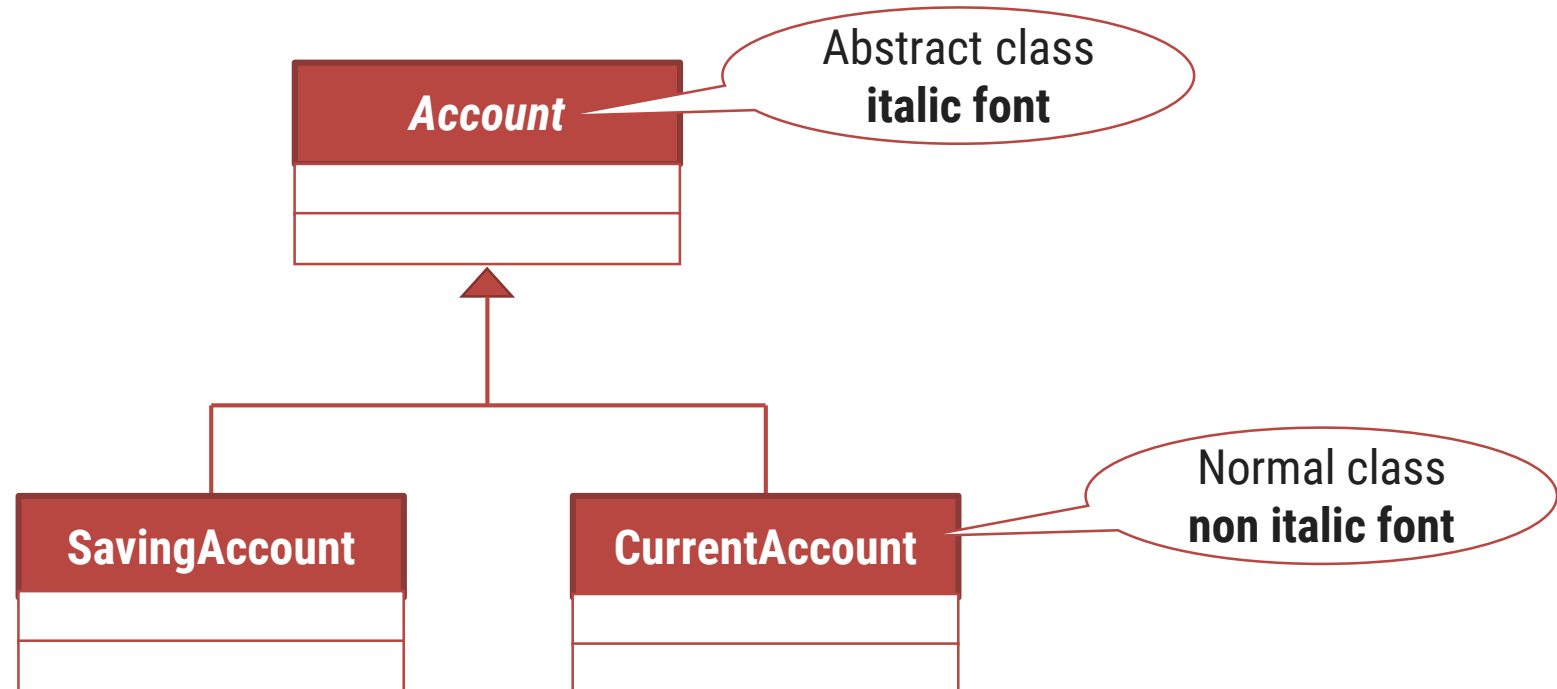 Account
Abstract class
italic font
Normal class
non italic font
SavingAccount
CurrentAccount